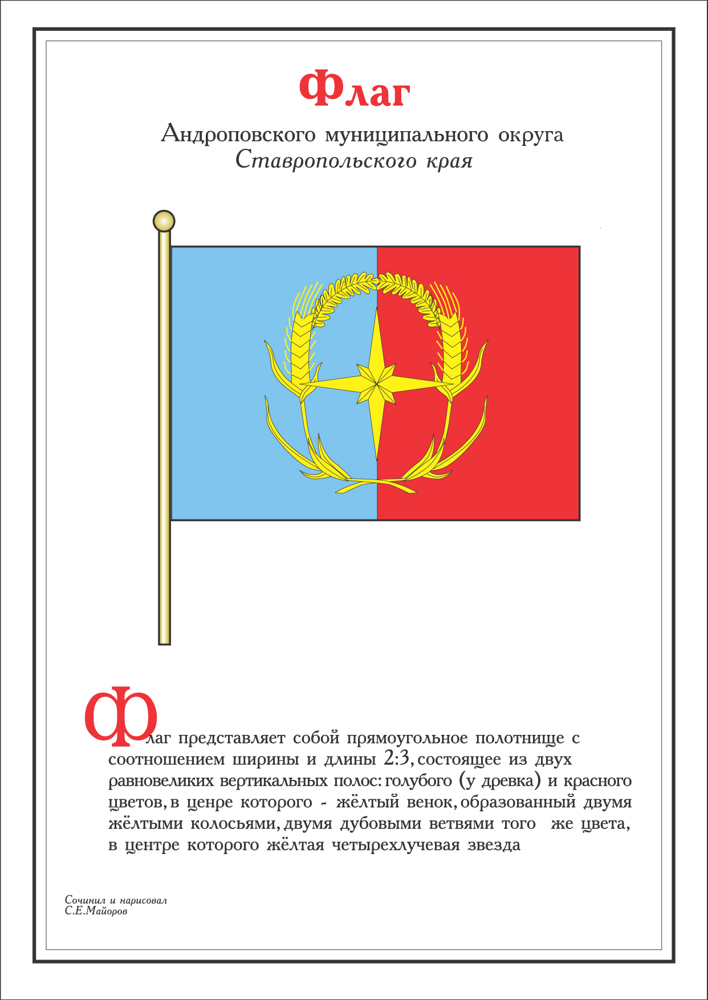 Флаг
Андроповского муниципального округа
Ставропольского края
Флаг представляет собой прямоугольное полотнище с
соотношением ширины и длины 2:3, состоящее из двух
равновеликих вертикальных полос: голубого (у древка) и красного
цветов, в ценре которого - жёлтый венок, образованный двумя
жёлтыми колосьями, двумя дубовыми ветвями того же цвета,
в центре которого жёлтая четырехлучевая звезда
Сочинил и нарисовал
С.Е.Майоров